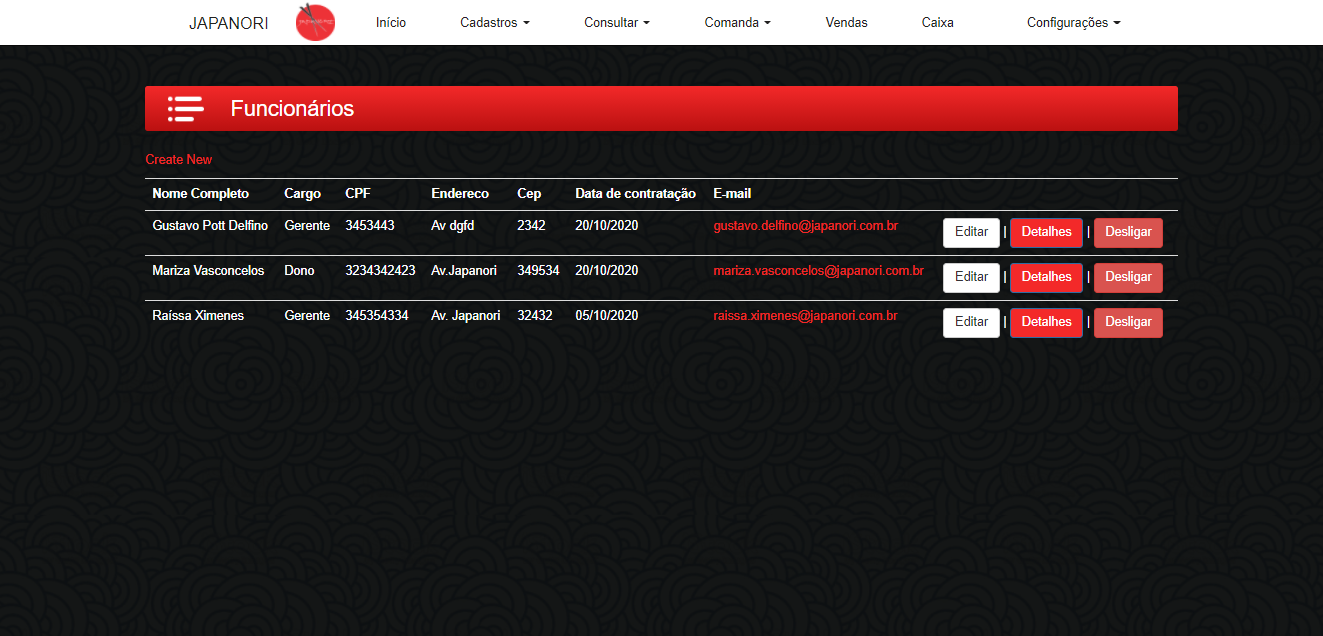 JAPANORI Início Cadastros Consultar Comanda Vendas Caixa Configurações
Funcionários
Create New
Nome Completo Cargo CPF Endereco Cep Data de contratação E-mail
Gustavo Pott Delfino Gerente 3453443 Av dgfd 2342 20/10/2020 gustavo.delfino@japanori.com.br Editar | Detalhes | Desligar
Mariza Vasconcelos Dono 3234342423 Av.Japanori 349534 20/10/2020 mariza.vasconcelos@japanori.com.br Editar | Detalhes | Desligar
Raíssa Ximenes Gerente 345354334 Av. Japanori 32432 05/10/2020 raissa.ximenes@japanori.com.br Editar | Detalhes | Desligar